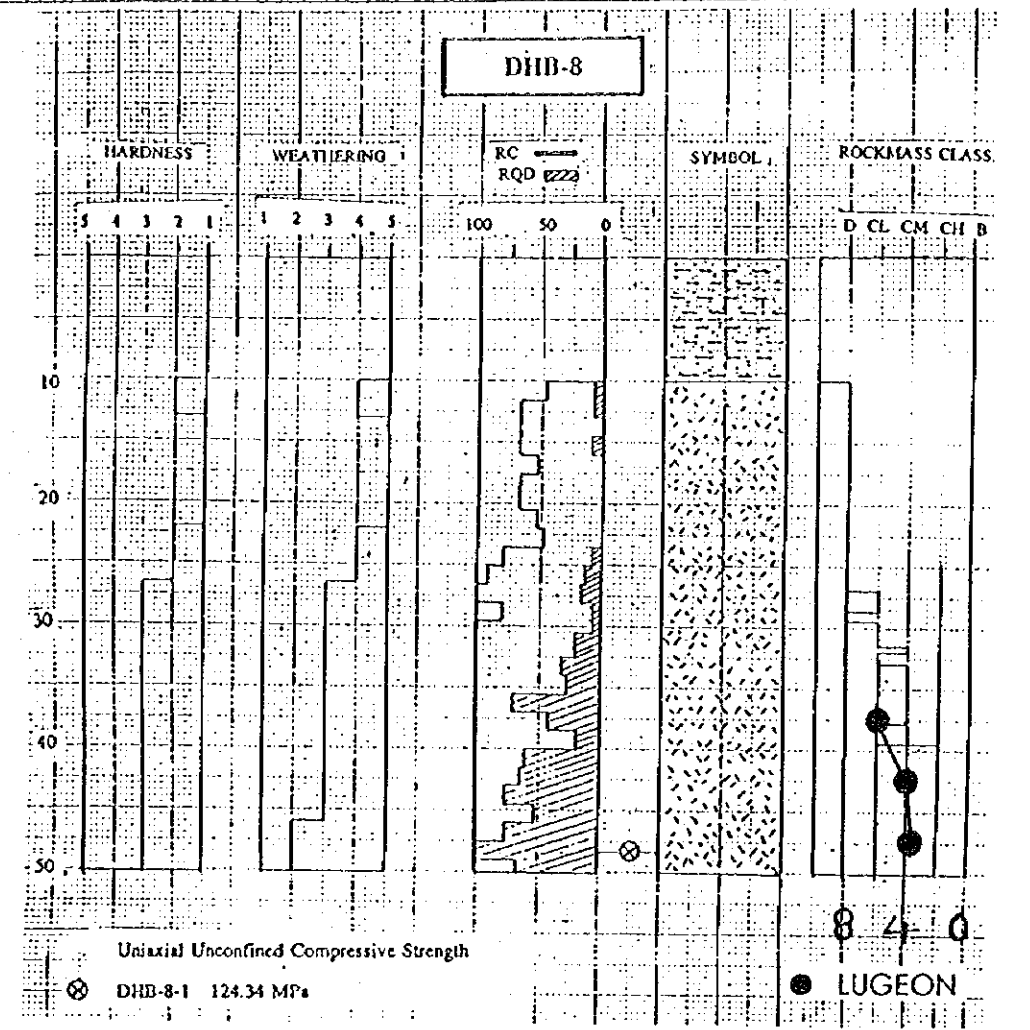 DHB-8
HARDNESS
WEATHERING
RC
RQD
SYMBOL
ROCKMASS CLASS.
5 4 3 2 1
1 2 3 4 5
100 50 0
D CL CM CH B
10
20
30
40
50
8 4 0
Uniaxial Unconfined Compressive Strength
DHB-8-1 124.34 MPa
LUGEON